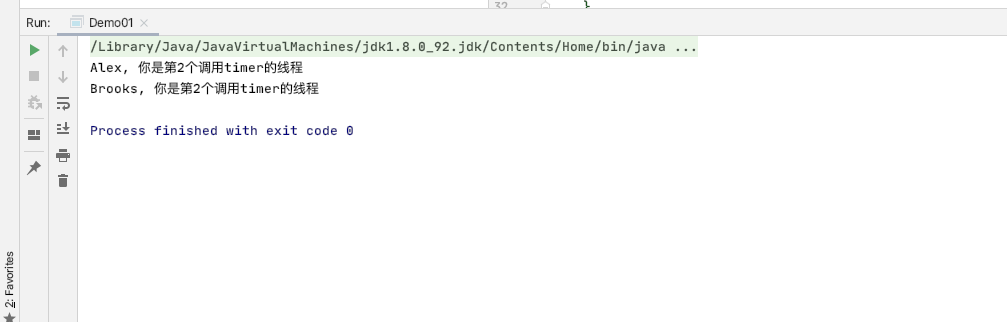 32
}
Run: Demo01
/Library/Java/JavaVirtualMachines/jdk1.8.0_92.jdk/Contents/Home/bin/java ...
Alex, 你是第2个调用timer的线程
Brooks, 你是第2个调用timer的线程
Process finished with exit code 0
2: Favorites